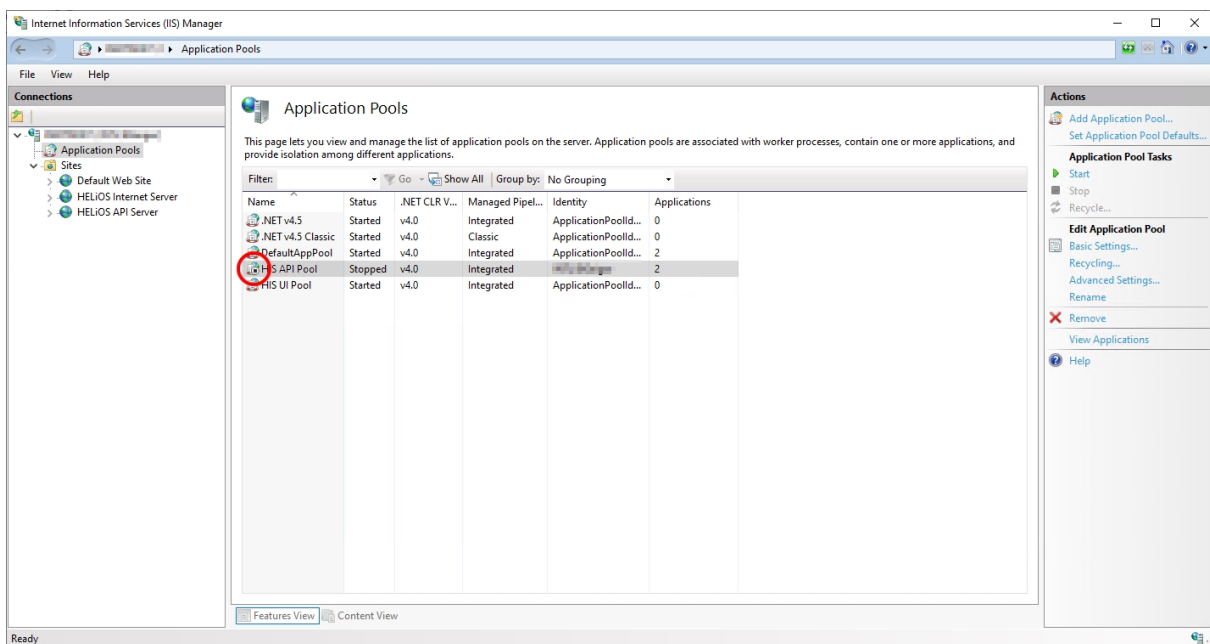 Internet Information Services (IIS) Manager
Application Pools
File View Help
Connections
Application Pools
Sites
Default Web Site
HELiOS Internet Server
HELiOS API Server
Application Pools
This page lets you view and manage the list of application pools on the server. Application pools are associated with worker processes, contain one or more applications, and
provide isolation among different applications.
Filter: Go Show All Group by: No Grouping
Name Status .NET CLR V... Managed Pipel... Identity Applications
.NET v4.5 Started v4.0 Integrated ApplicationPoolId... 0
.NET v4.5 Classic Started v4.0 Classic ApplicationPoolId... 0
DefaultAppPool Started v4.0 Integrated ApplicationPoolId... 2
HIS API Pool Stopped v4.0 Integrated 2
HIS UI Pool Started v4.0 Integrated ApplicationPoolId... 0
Features View Content View
Actions
Add Application Pool...
Set Application Pool Defaults...
Application Pool Tasks
Start
Stop
Recycle...
Edit Application Pool
Basic Settings...
Recycling...
Advanced Settings...
Rename
Remove
View Applications
Help
Ready